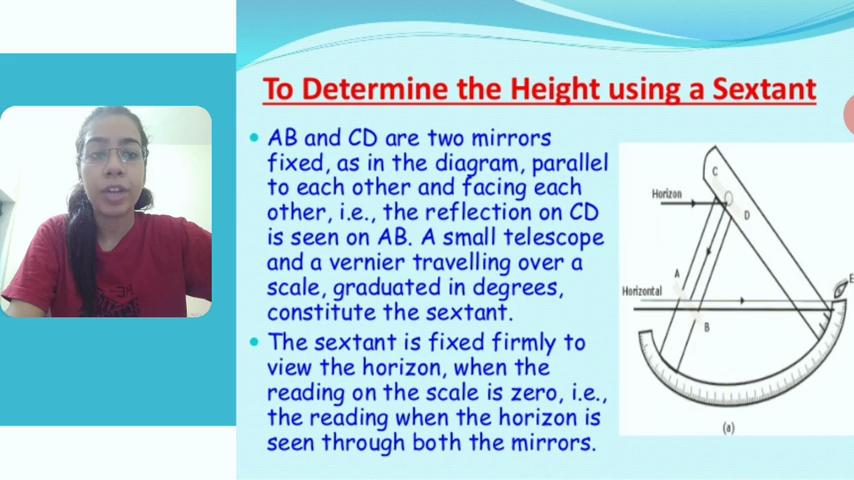 To Determine the Height using a Sextant
AB and CD are two mirrors
fixed, as in the diagram, parallel
to each other and facing each
other, i.e., the reflection on CD
is seen on AB. A small telescope
and a vernier travelling over a
scale, graduated in degrees,
constitute the sextant.
The sextant is fixed firmly to
view the horizon, when the
reading on the scale is zero, i.e.,
the reading when the horizon is
seen through both the mirrors.
C
Horizon
D
A
E
Horizontal
B
(a)